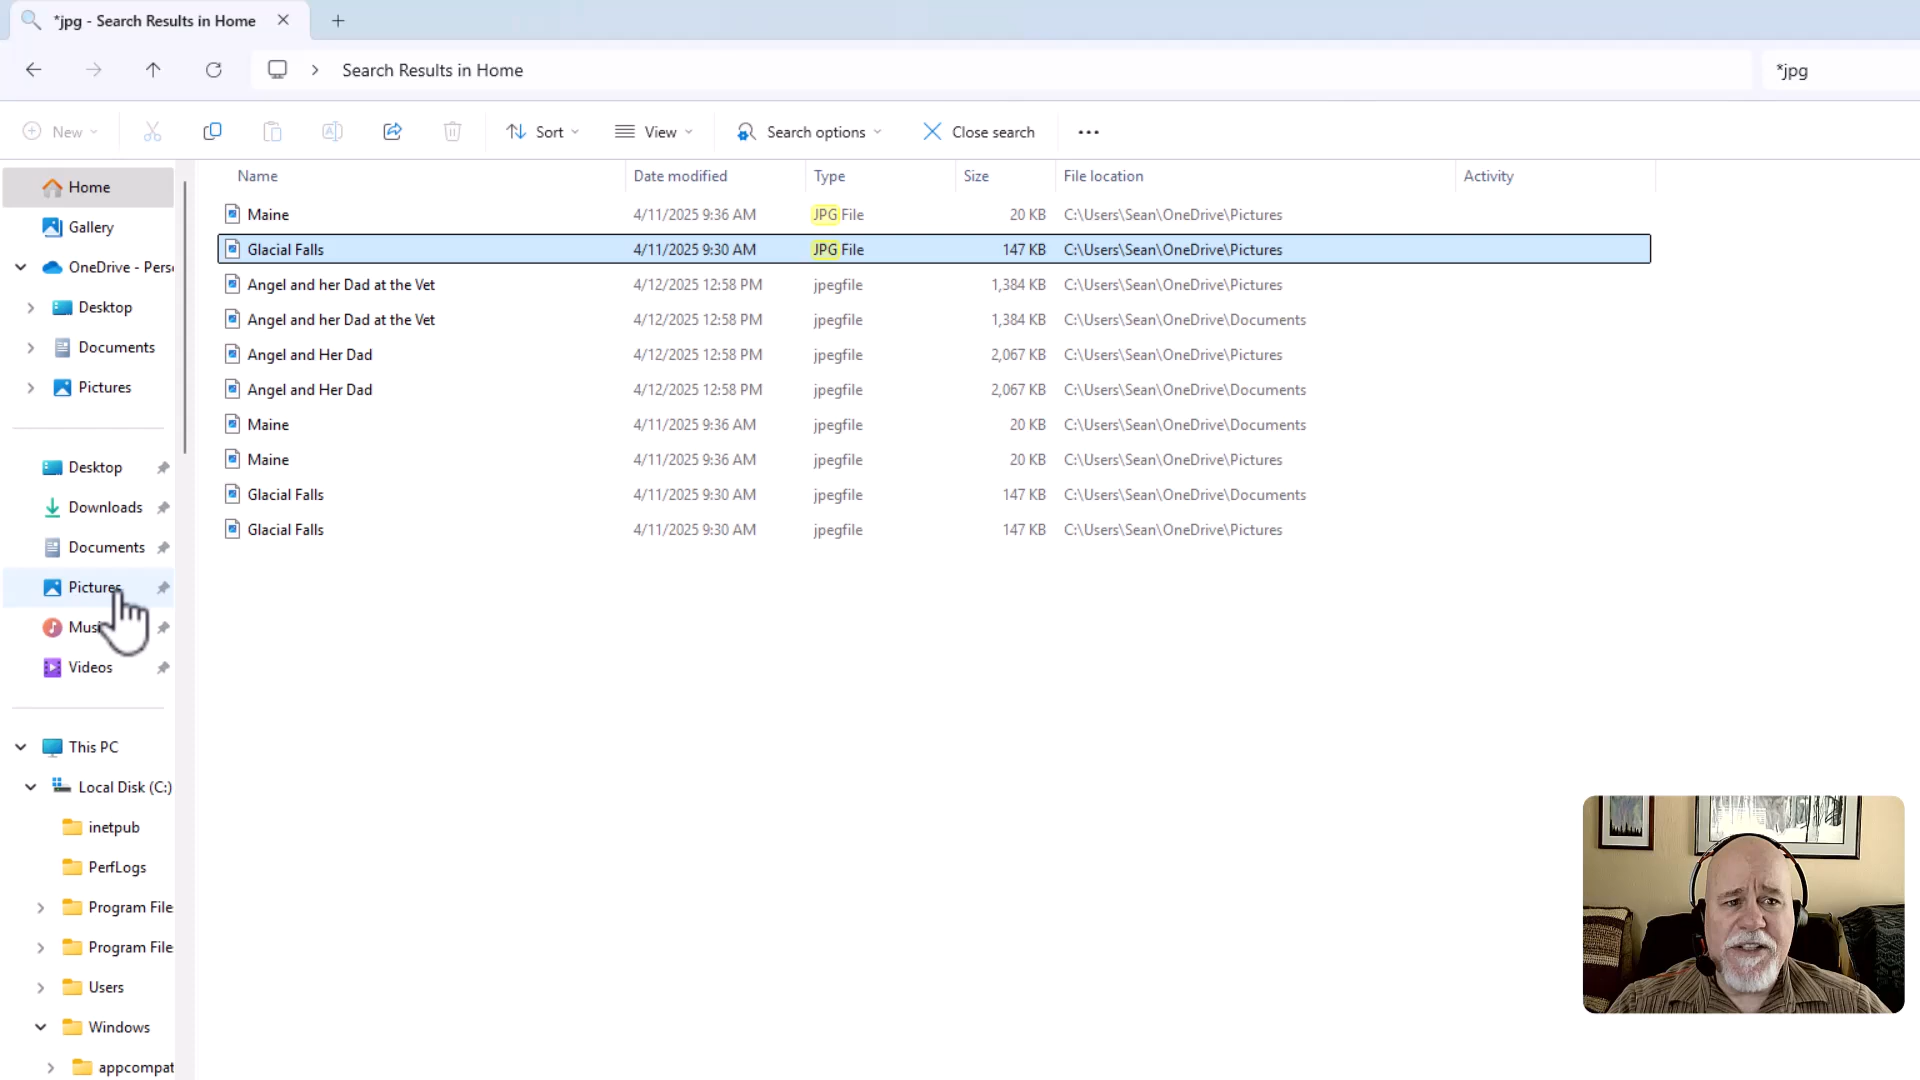 *jpg - Search Results in Home
Search Results in Home
*jpg
New
Sort
View
Search options
Close search
Name Date modified Type Size File location Activity
Maine 4/11/2025 9:36 AM JPG File 20 KB C:\Users\Sean\OneDrive\Pictures
Glacial Falls 4/11/2025 9:30 AM JPG File 147 KB C:\Users\Sean\OneDrive\Pictures
Angel and her Dad at the Vet 4/12/2025 12:58 PM jpegfile 1,384 KB C:\Users\Sean\OneDrive\Pictures
Angel and her Dad at the Vet 4/12/2025 12:58 PM jpegfile 1,384 KB C:\Users\Sean\OneDrive\Documents
Angel and Her Dad 4/12/2025 12:58 PM jpegfile 2,067 KB C:\Users\Sean\OneDrive\Pictures
Angel and Her Dad 4/12/2025 12:58 PM jpegfile 2,067 KB C:\Users\Sean\OneDrive\Documents
Maine 4/11/2025 9:36 AM jpegfile 20 KB C:\Users\Sean\OneDrive\Documents
Maine 4/11/2025 9:36 AM jpegfile 20 KB C:\Users\Sean\OneDrive\Pictures
Glacial Falls 4/11/2025 9:30 AM jpegfile 147 KB C:\Users\Sean\OneDrive\Documents
Glacial Falls 4/11/2025 9:30 AM jpegfile 147 KB C:\Users\Sean\OneDrive\Pictures
Home
Gallery
OneDrive - Pers
Desktop
Documents
Pictures
Desktop
Downloads
Documents
Pictures
Musi
Videos
This PC
Local Disk (C:)
inetpub
PerfLogs
Program File
Program File
Users
Windows
appcompat